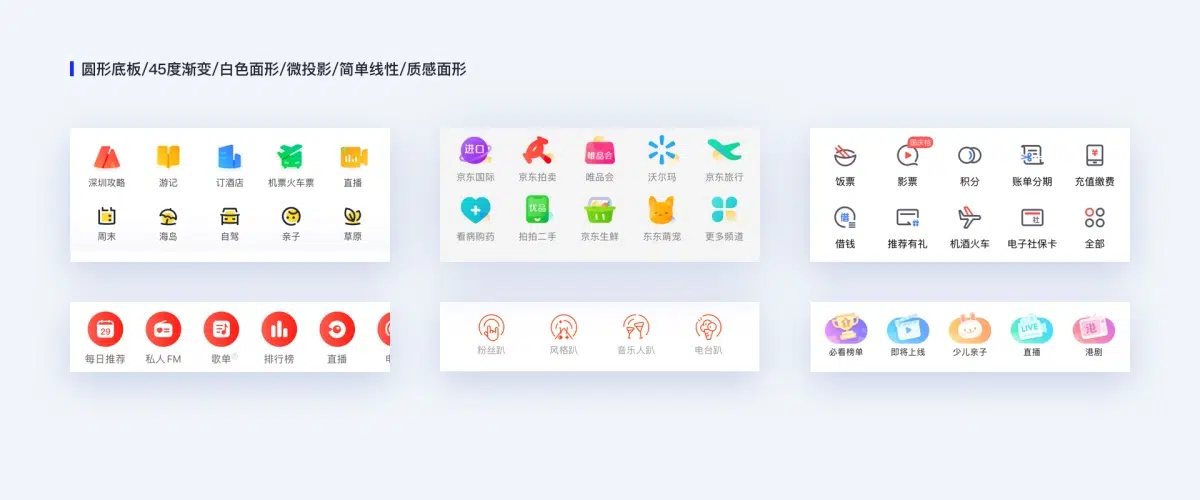 圆形底板/45度渐变/白色面形/微投影/简单线性/质感面形
深圳攻略 游记 订酒店 机票火车票 直播
周末 海岛 自驾 亲子 草原
进口 唯品会
京东国际 京东拍卖 唯品会 沃尔玛 京东旅行
优品
看病购药 拍拍二手 京东生鲜 东东萌宠 更多频道
饭票 影票 积分 账单分期 充值缴费
借 社
借钱 推荐有礼 机酒火车 电子社保卡 全部
29
每日推荐 私人FM 歌单 排行榜 直播
粉丝趴 风格趴 音乐人趴 电台趴
LIVE 港
必看榜单 即将上线 少儿亲子 直播 港剧